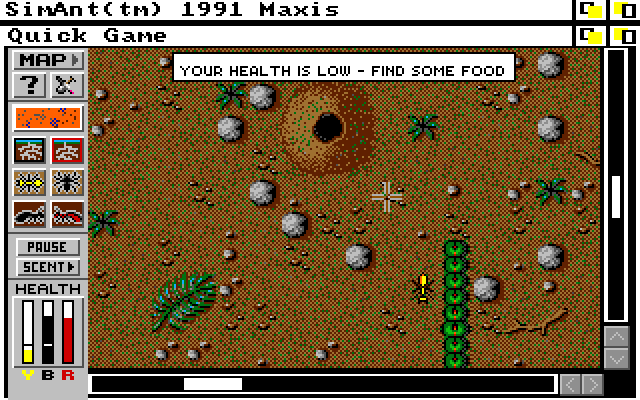 SimAnt(tm) 1991 Maxis
Quick Game
MAP
YOUR HEALTH IS LOW - FIND SOME FOOD
?
PAUSE
SCENT
HEALTH
Y B R